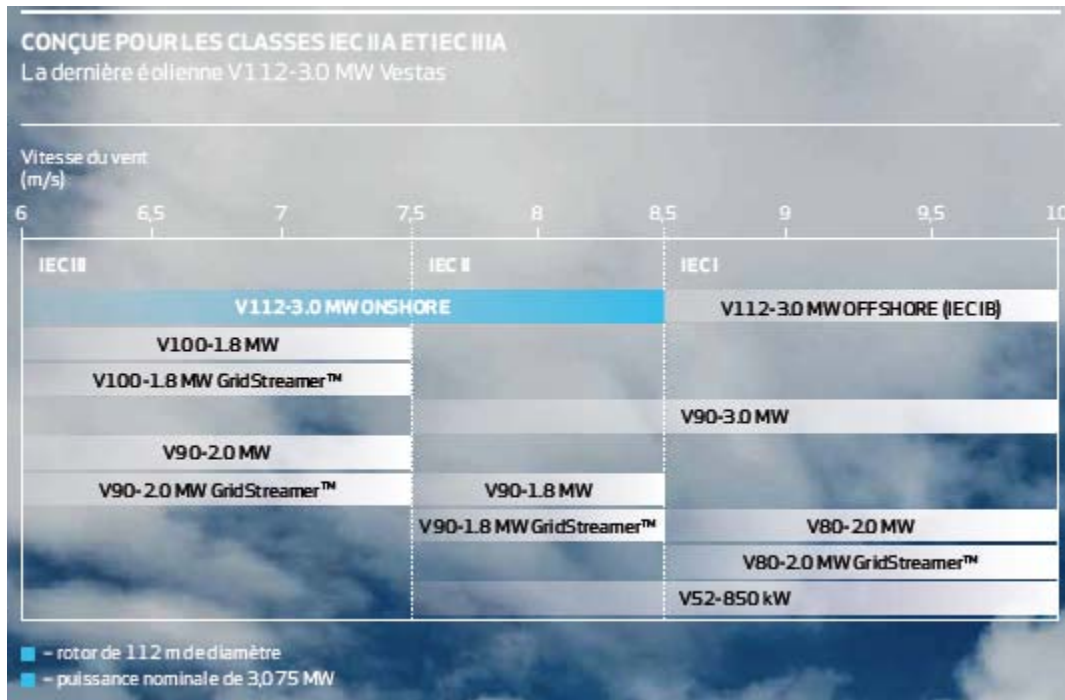 CONÇUE POUR LES CLASSES IEC IIA ET IEC IIIA
La dernière éolienne V112-3.0 MW Vestas
Vitesse du vent
(m/s)
6 6,5 7 7,5 8 8,5 9 9,5 10
IEC III IEC II IEC I
V112-3.0 MW ONSHORE V112-3.0 MW OFFSHORE (IEC IB)
V100-1.8 MW
V100-1.8 MW GridStreamer™
V90-3.0 MW
V90-2.0 MW
V90-2.0 MW GridStreamer™ V90-1.8 MW
V90-1.8 MW GridStreamer™ V80-2.0 MW
V80-2.0 MW GridStreamer™
V52-850 kW
– rotor de 112 m de diamètre
– puissance nominale de 3,075 MW